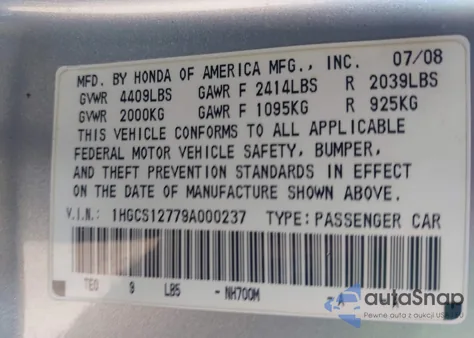 MFD. BY HONDA OF AMERICA MFG., INC. 07/08
GVWR 4409LBS GAWR F 2414LBS R 2039LBS
GVWR 2000KG GAWR F 1095KG R 925KG
THIS VEHICLE CONFORMS TO ALL APPLICABLE
FEDERAL MOTOR VEHICLE SAFETY, BUMPER,
AND THEFT PREVENTION STANDARDS IN EFFECT
ON THE DATE OF MANUFACTURE SHOWN ABOVE.
V.I.N.: 1HGCS12779A000237 TYPE: PASSENGER CAR
TE0 9 LB5 - NH700M - A
autoSnap
Pewne auta z aukcji USA